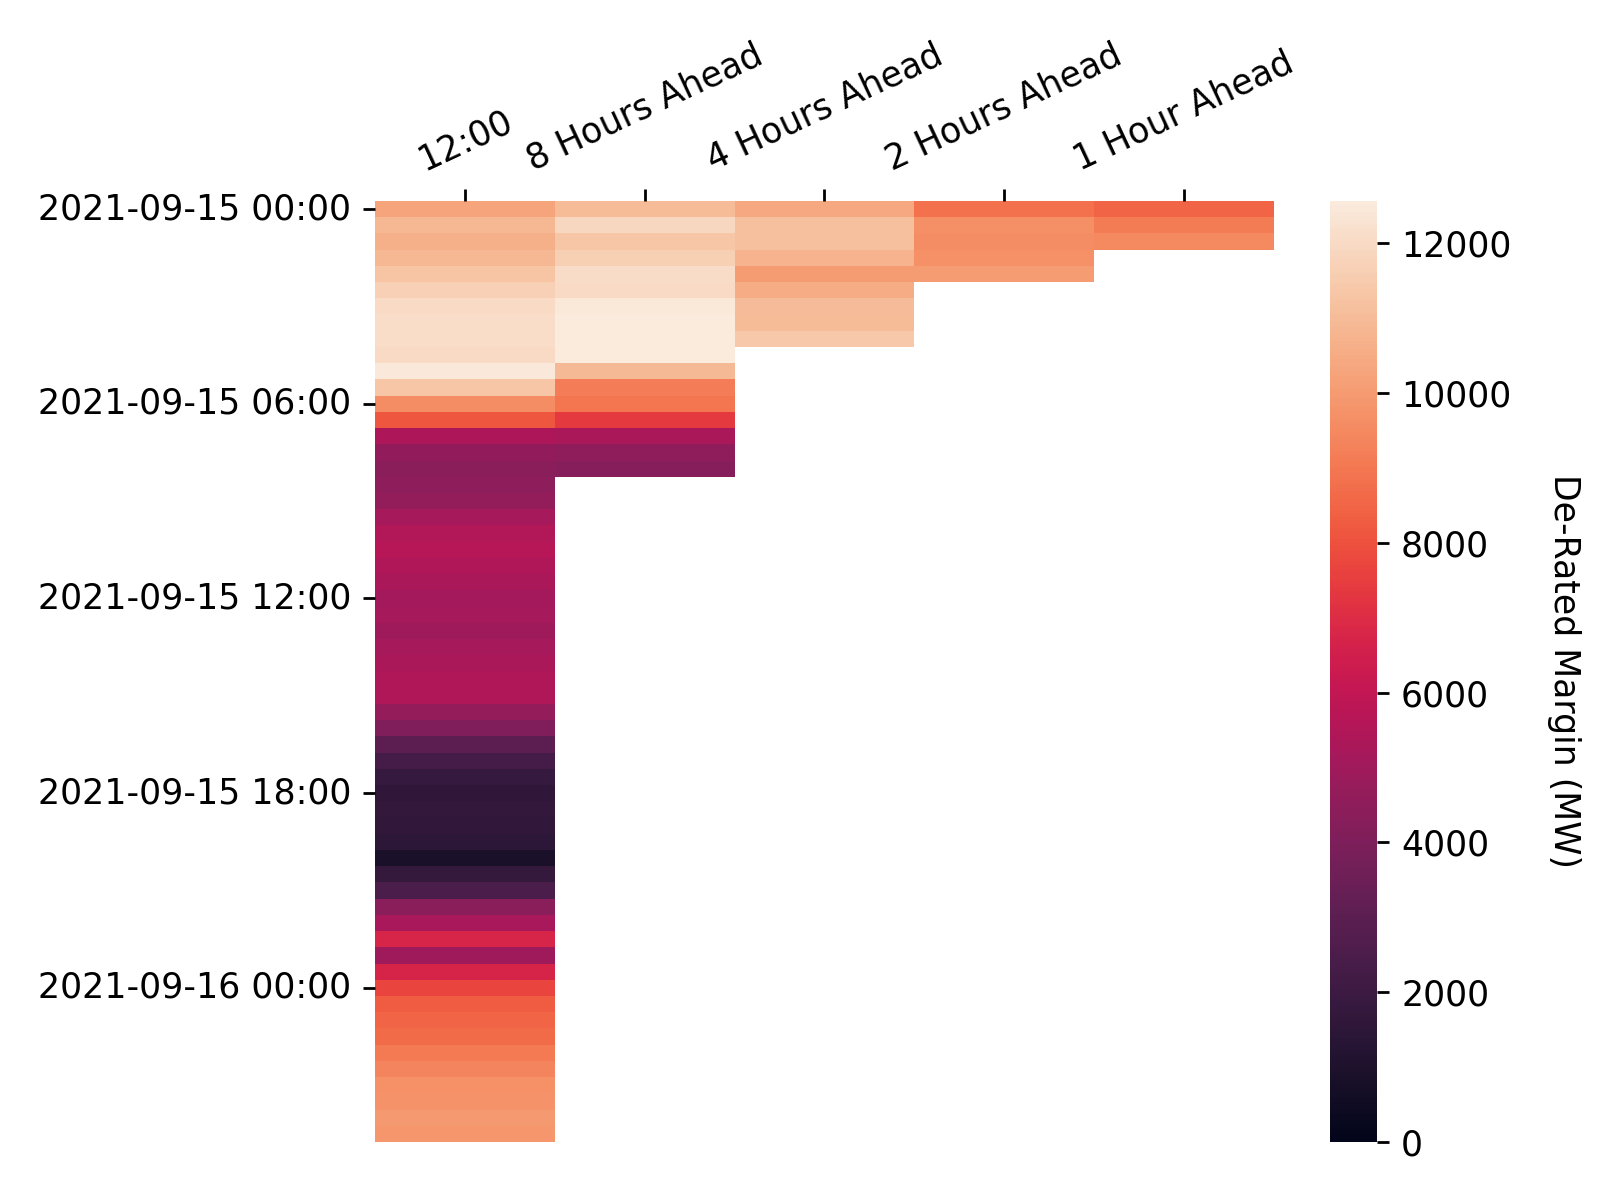 12:00
8 Hours Ahead
4 Hours Ahead
2 Hours Ahead
1 Hour Ahead
2021-09-15 00:00
2021-09-15 06:00
2021-09-15 12:00
2021-09-15 18:00
2021-09-16 00:00
12000
10000
8000
6000
4000
2000
0
De-Rated Margin (MW)